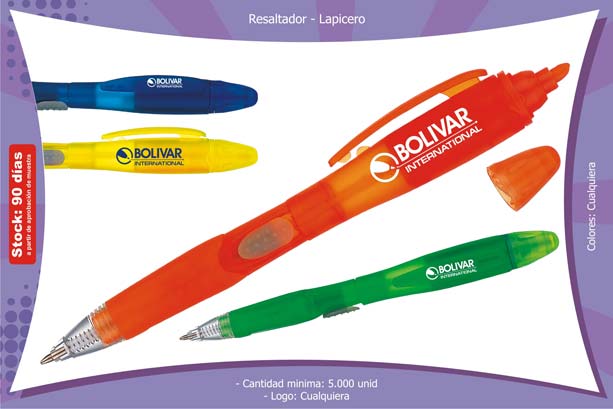 Resaltador - Lapicero
BOLIVAR
INTERNATIONAL
BOLIVAR
INTERNATIONAL
BOLIVAR
INTERNATIONAL
BOLIVAR
INTERNATIONAL
Stock: 90 días
a partir de aprobación de muestra
Colores: Cualquiera
- Cantidad minima: 5.000 unid
- Logo: Cualquiera